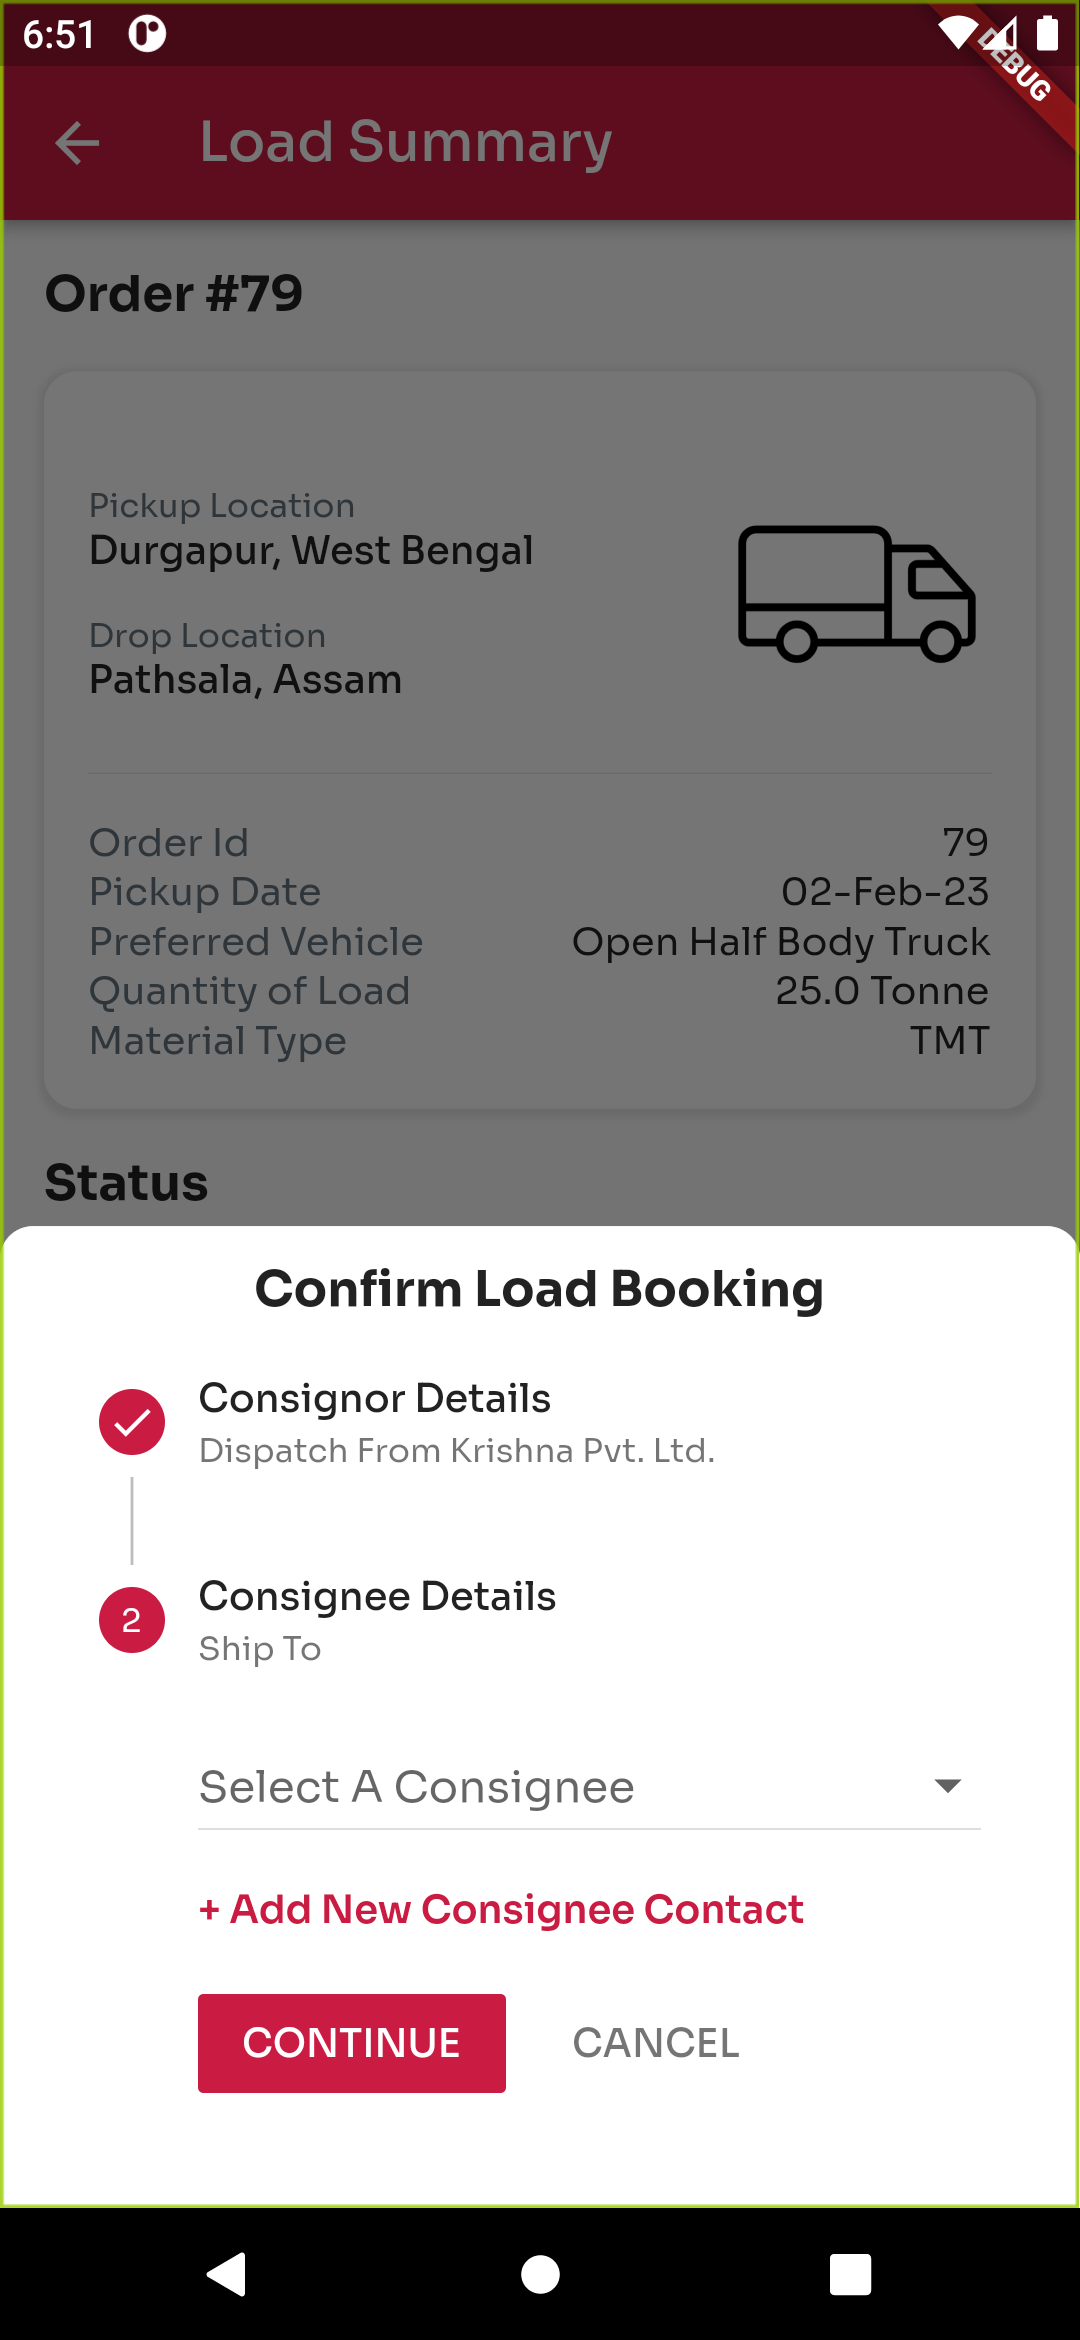 6:51
DEBUG
Load Summary
Order #79
Pickup Location
Durgapur, West Bengal
Drop Location
Pathsala, Assam
Order Id 79
Pickup Date 02-Feb-23
Preferred Vehicle Open Half Body Truck
Quantity of Load 25.0 Tonne
Material Type TMT
Status
Confirm Load Booking
Consignor Details
Dispatch From Krishna Pvt. Ltd.
2 Consignee Details
Ship To
Select A Consignee
+ Add New Consignee Contact
CONTINUE CANCEL